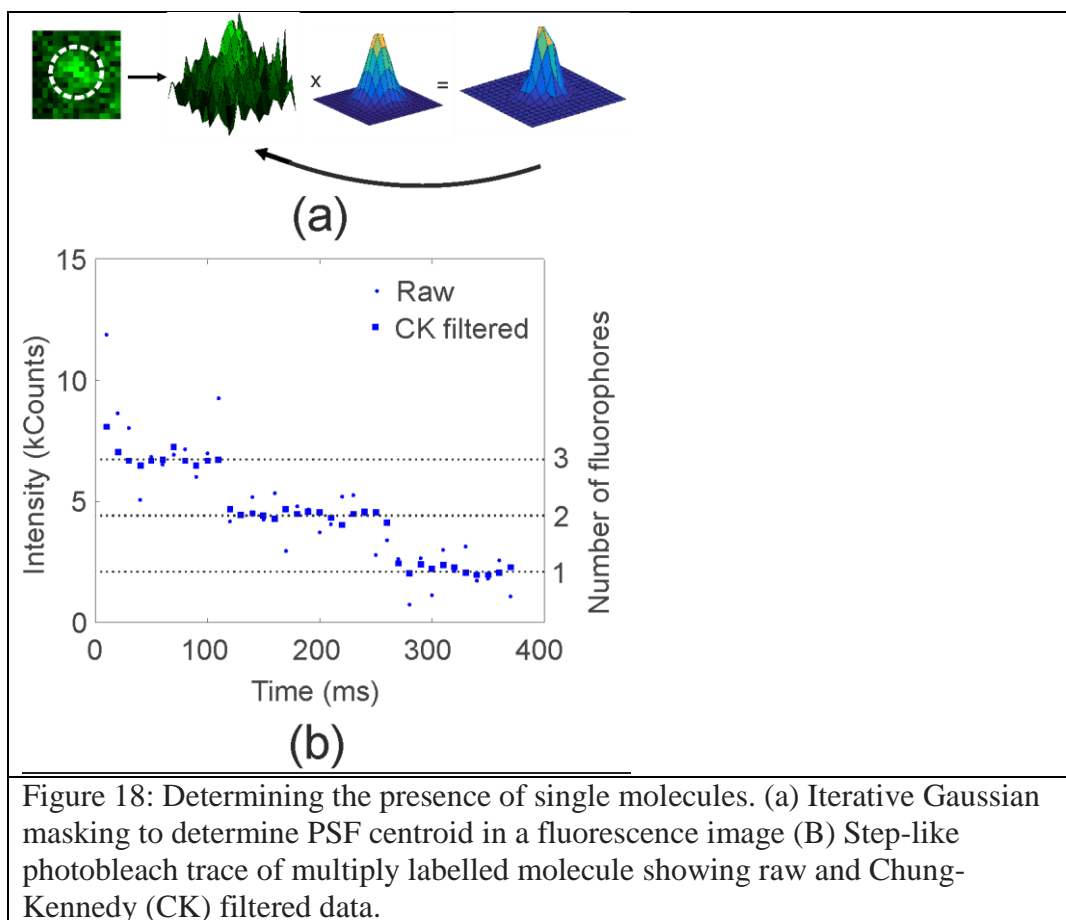 x =
(a)
15
10
5
0
Intensity (kCounts)
Raw
CK filtered
3
2
1
Number of fluorophores
0 100 200 300 400
Time (ms)
(b)
Figure 18: Determining the presence of single molecules. (a) Iterative Gaussian
masking to determine PSF centroid in a fluorescence image (B) Step-like
photobleach trace of multiply labelled molecule showing raw and Chung-
Kennedy (CK) filtered data.